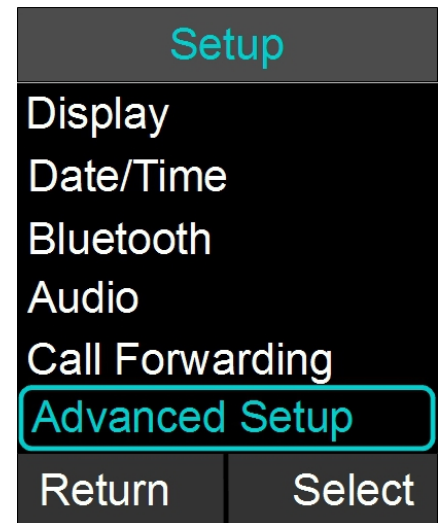 Setup
Display
Date/Time
Bluetooth
Audio
Call Forwarding
Advanced Setup
Return Select